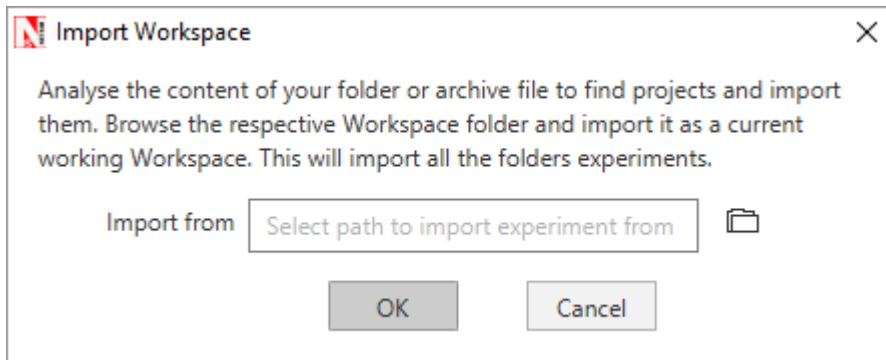 Import Workspace
Analyse the content of your folder or archive file to find projects and import
them. Browse the respective Workspace folder and import it as a current
working Workspace. This will import all the folders experiments.
Import from Select path to import experiment from
OK Cancel